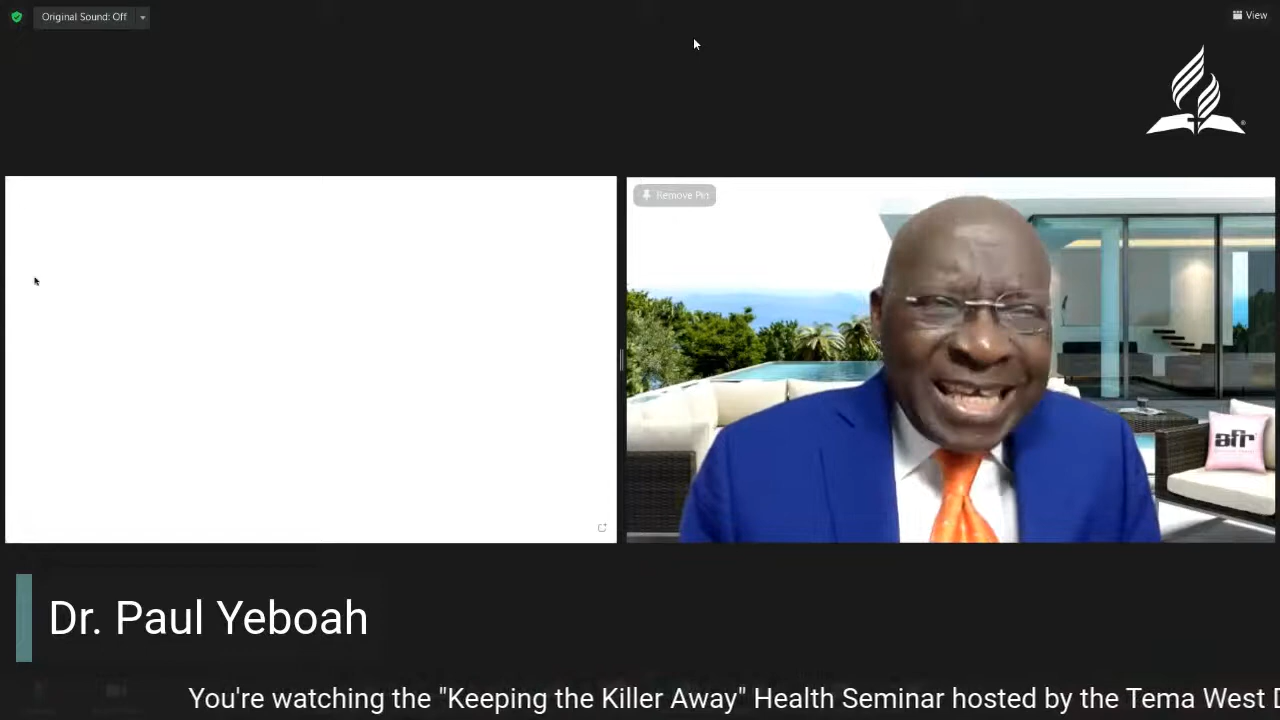 Original Sound: Off
View
Remove Pin
afr
Dr. Paul Yeboah
You're watching the "Keeping the Killer Away" Health Seminar hosted by the Tema West D